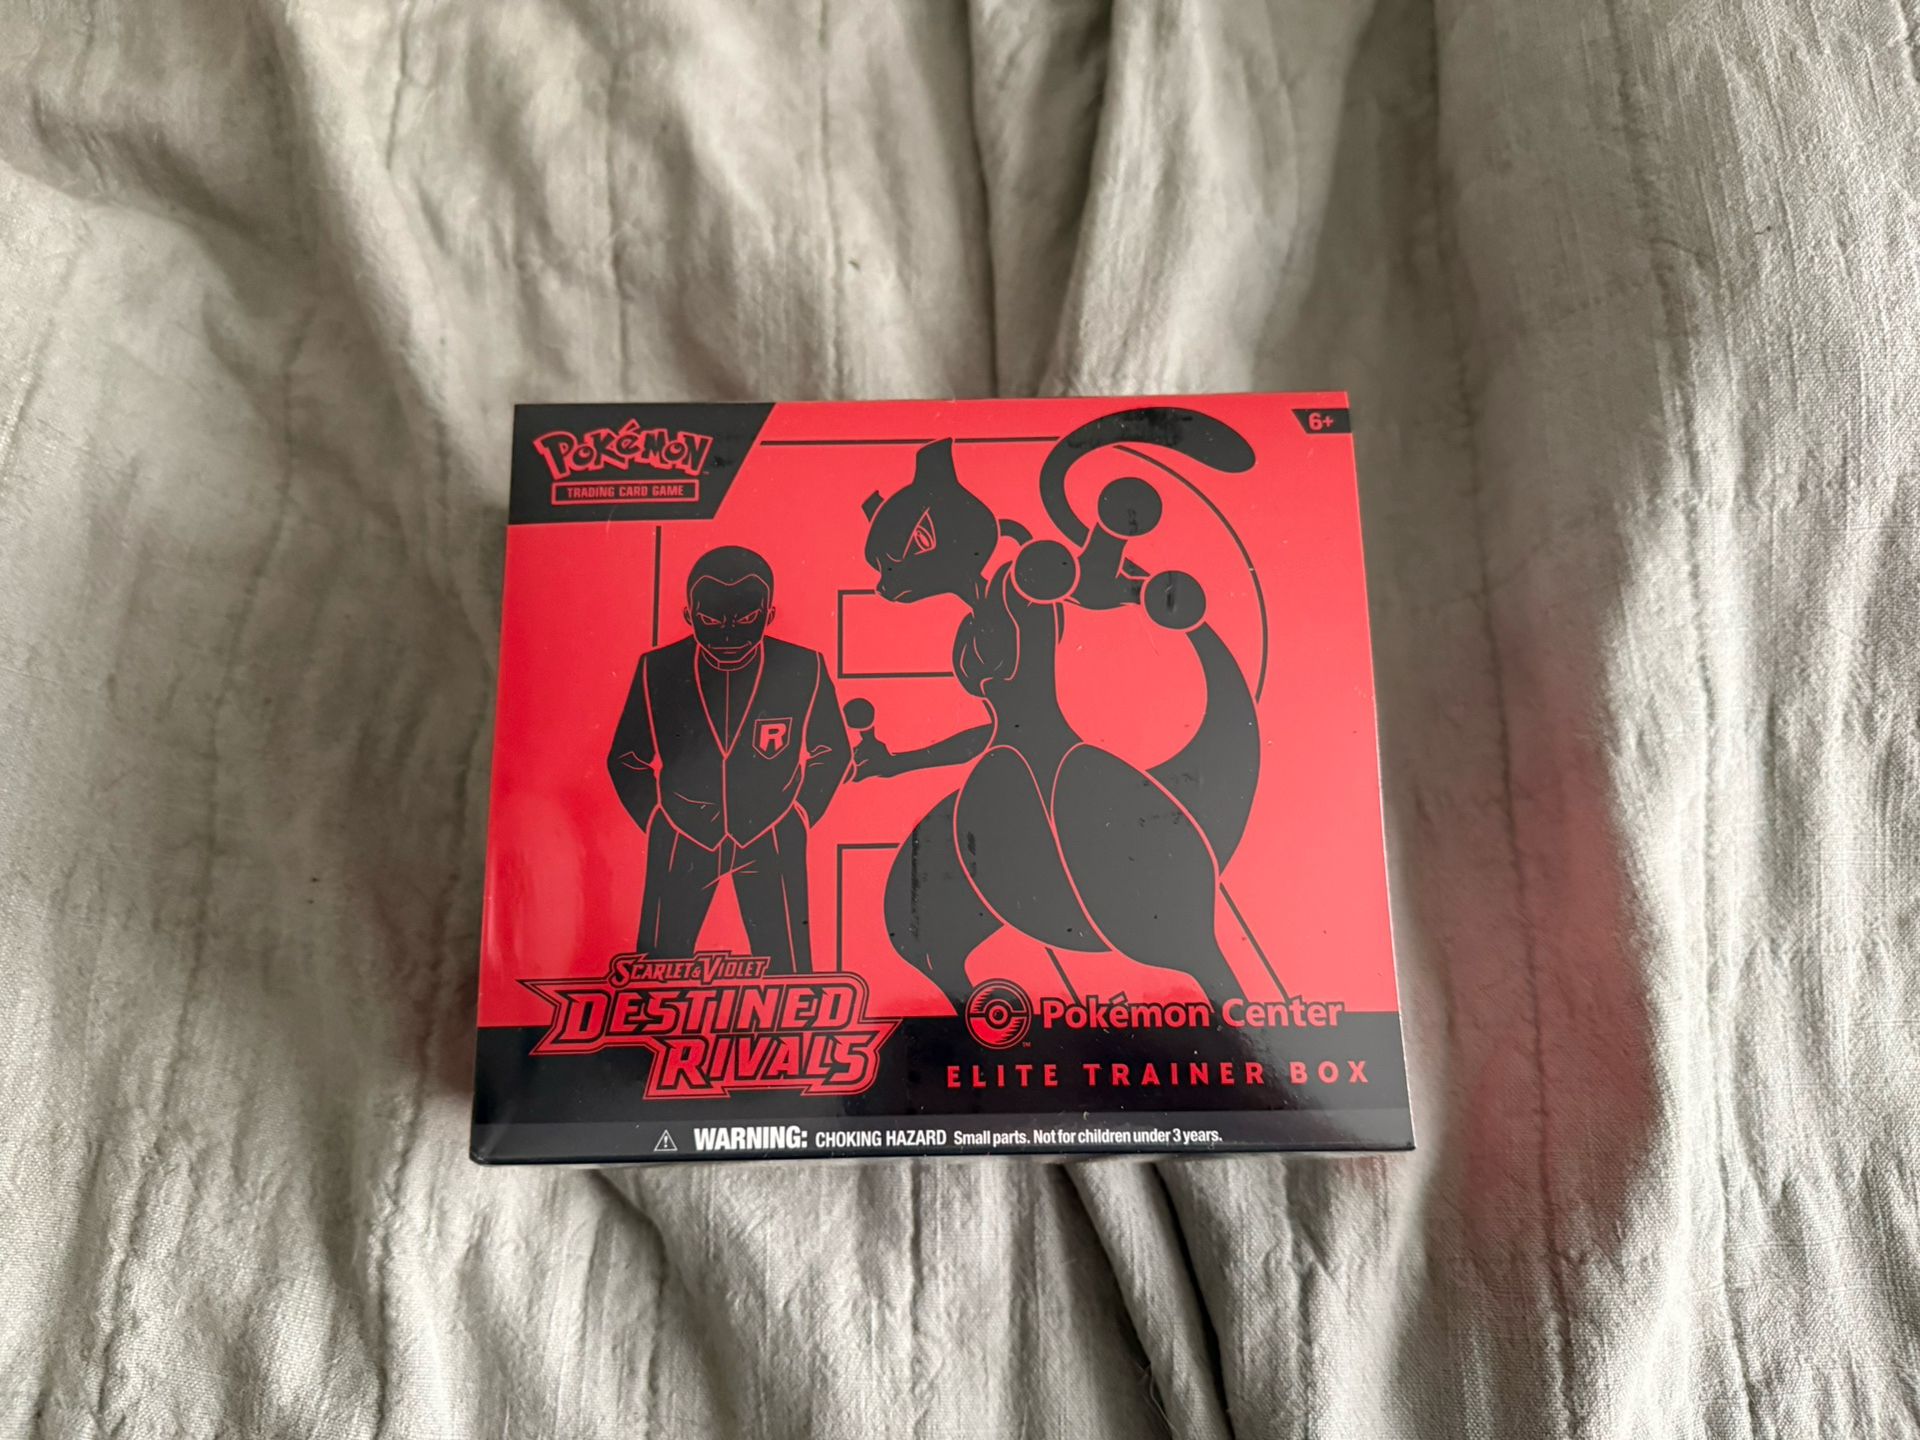 POKéMON
TRADING CARD GAME
6+
R
SCARLET & VIOLET
DESTINED
RIVALS
Pokémon Center
™
ELITE TRAINER BOX
⚠ WARNING: CHOKING HAZARD Small parts. Not for children under 3 years.